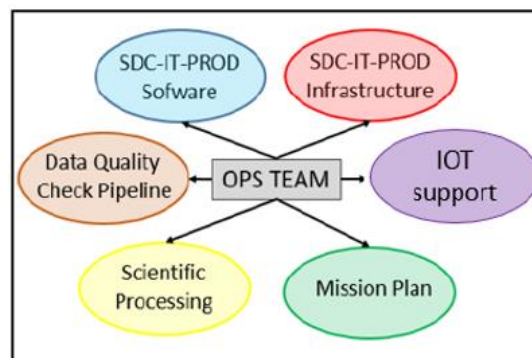 SDC-IT-PROD
Sofware
SDC-IT-PROD
Infrastructure
Data Quality
Check Pipeline
OPS TEAM
IOT
support
Scientific
Processing
Mission Plan